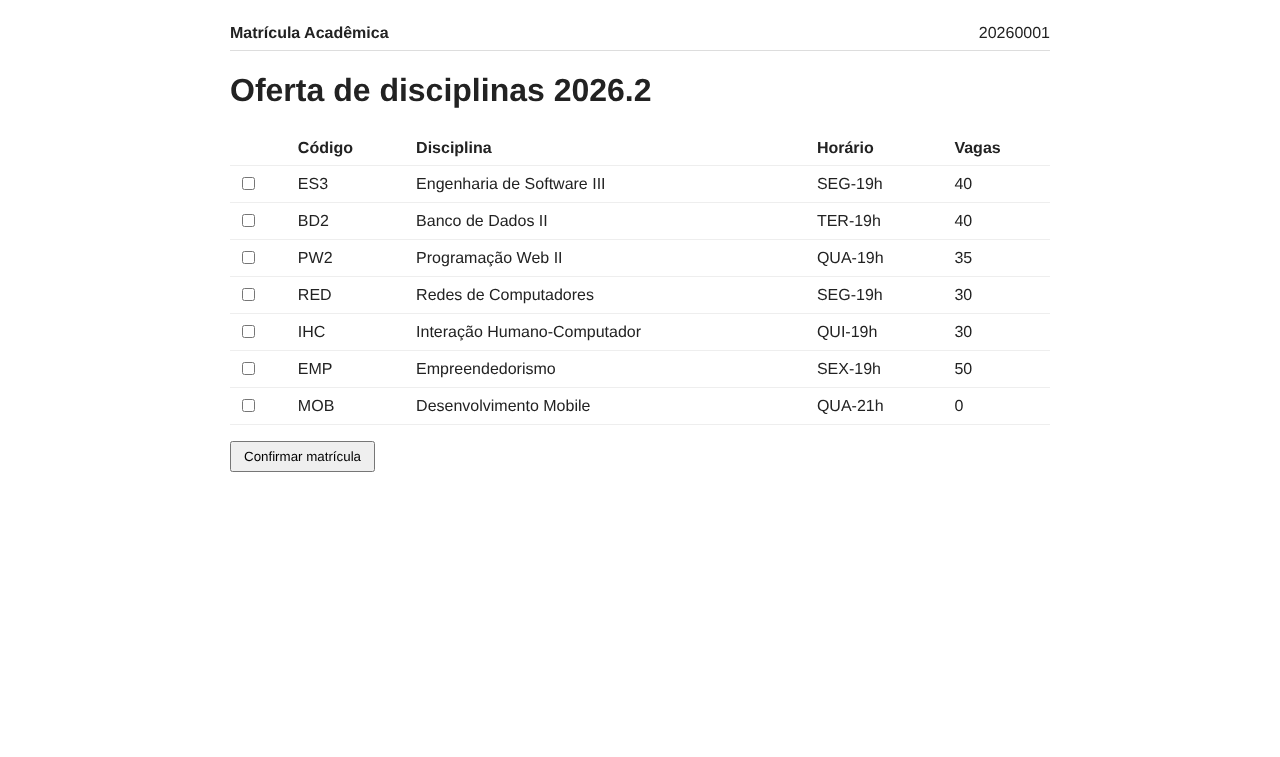 Matrícula Acadêmica 20260001
Oferta de disciplinas 2026.2
Código Disciplina Horário Vagas
ES3 Engenharia de Software III SEG-19h 40
BD2 Banco de Dados II TER-19h 40
PW2 Programação Web II QUA-19h 35
RED Redes de Computadores SEG-19h 30
IHC Interação Humano-Computador QUI-19h 30
EMP Empreendedorismo SEX-19h 50
MOB Desenvolvimento Mobile QUA-21h 0
Confirmar matrícula